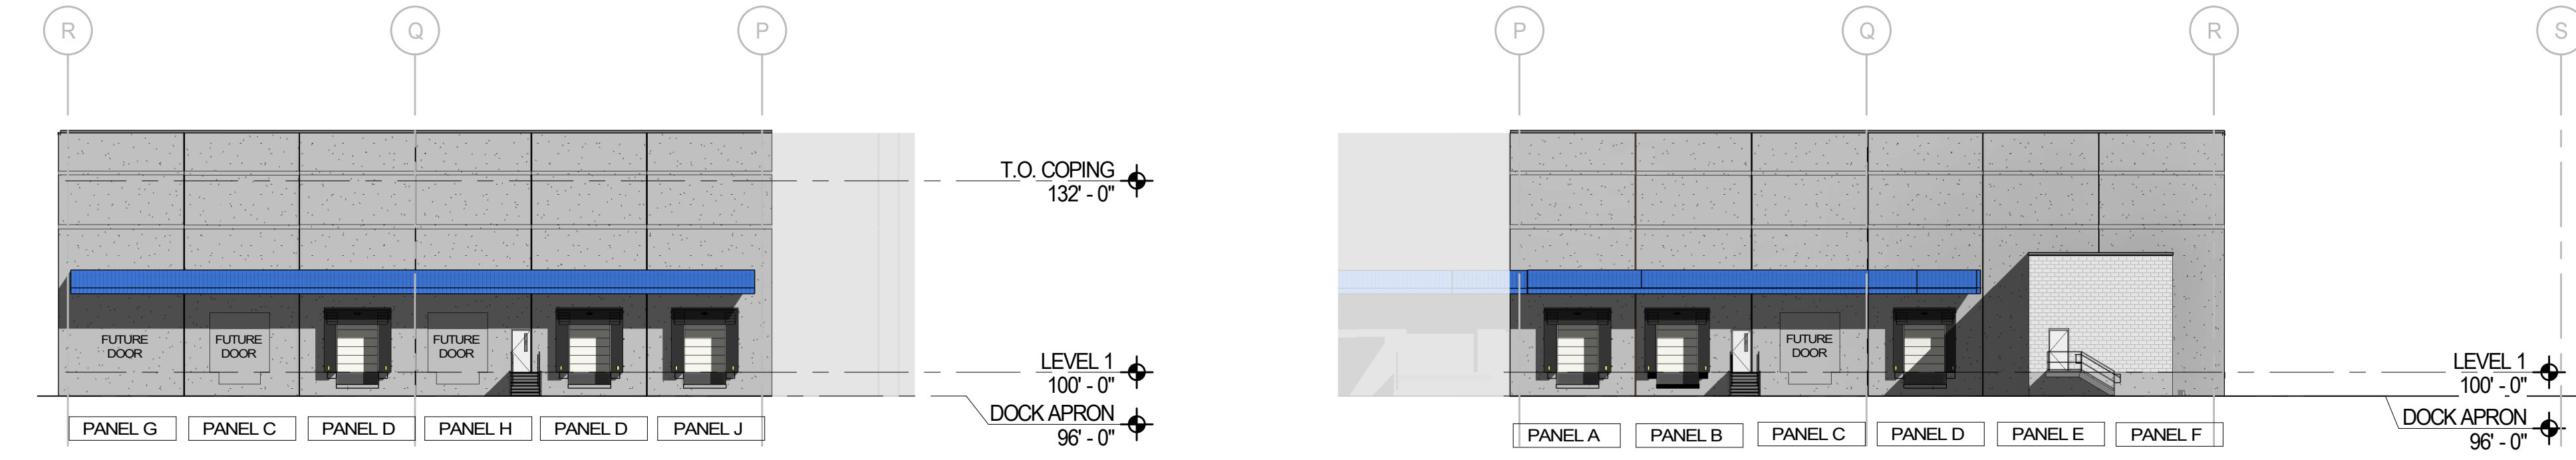 R
Q
P
P
Q
R
S
T.O. COPING
132' - 0"
FUTURE
DOOR
FUTURE
DOOR
FUTURE
DOOR
FUTURE
DOOR
LEVEL 1
100' - 0"
LEVEL 1
100' - 0"
DOCK APRON
96' - 0"
DOCK APRON
96' - 0"
PANEL G
PANEL C
PANEL D
PANEL H
PANEL D
PANEL J
PANEL A
PANEL B
PANEL C
PANEL D
PANEL E
PANEL F